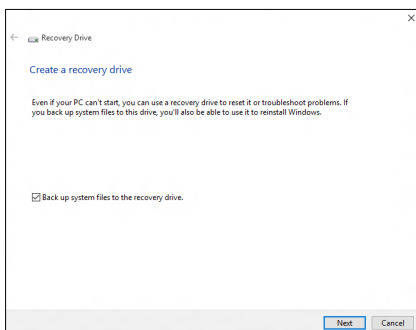 Recovery Drive
Create a recovery drive
Even if your PC can't start, you can use a recovery drive to reset it or troubleshoot problems. If
you back up system files to this drive, you'll also be able to use it to reinstall Windows.
Back up system files to the recovery drive.
Next Cancel